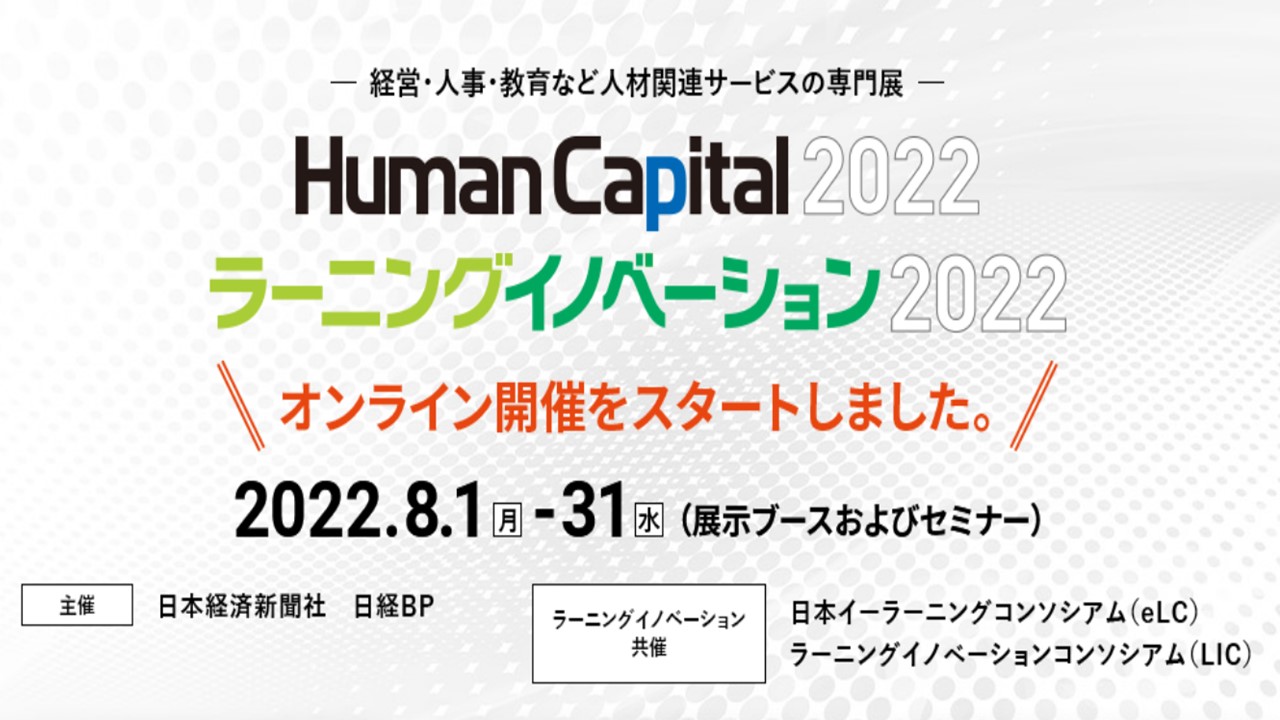 ― 経営・人事・教育など人材関連サービスの専門展 ―
Human Capital 2022
ラーニングイノベーション 2022
オンライン開催をスタートしました。
2022.8.1 月 - 31 水 (展示ブースおよびセミナー)
主催 日本経済新聞社 日経BP
ラーニングイノベーション
共催
日本イーラーニングコンソシアム(eLC)
ラーニングイノベーションコンソシアム(LIC)